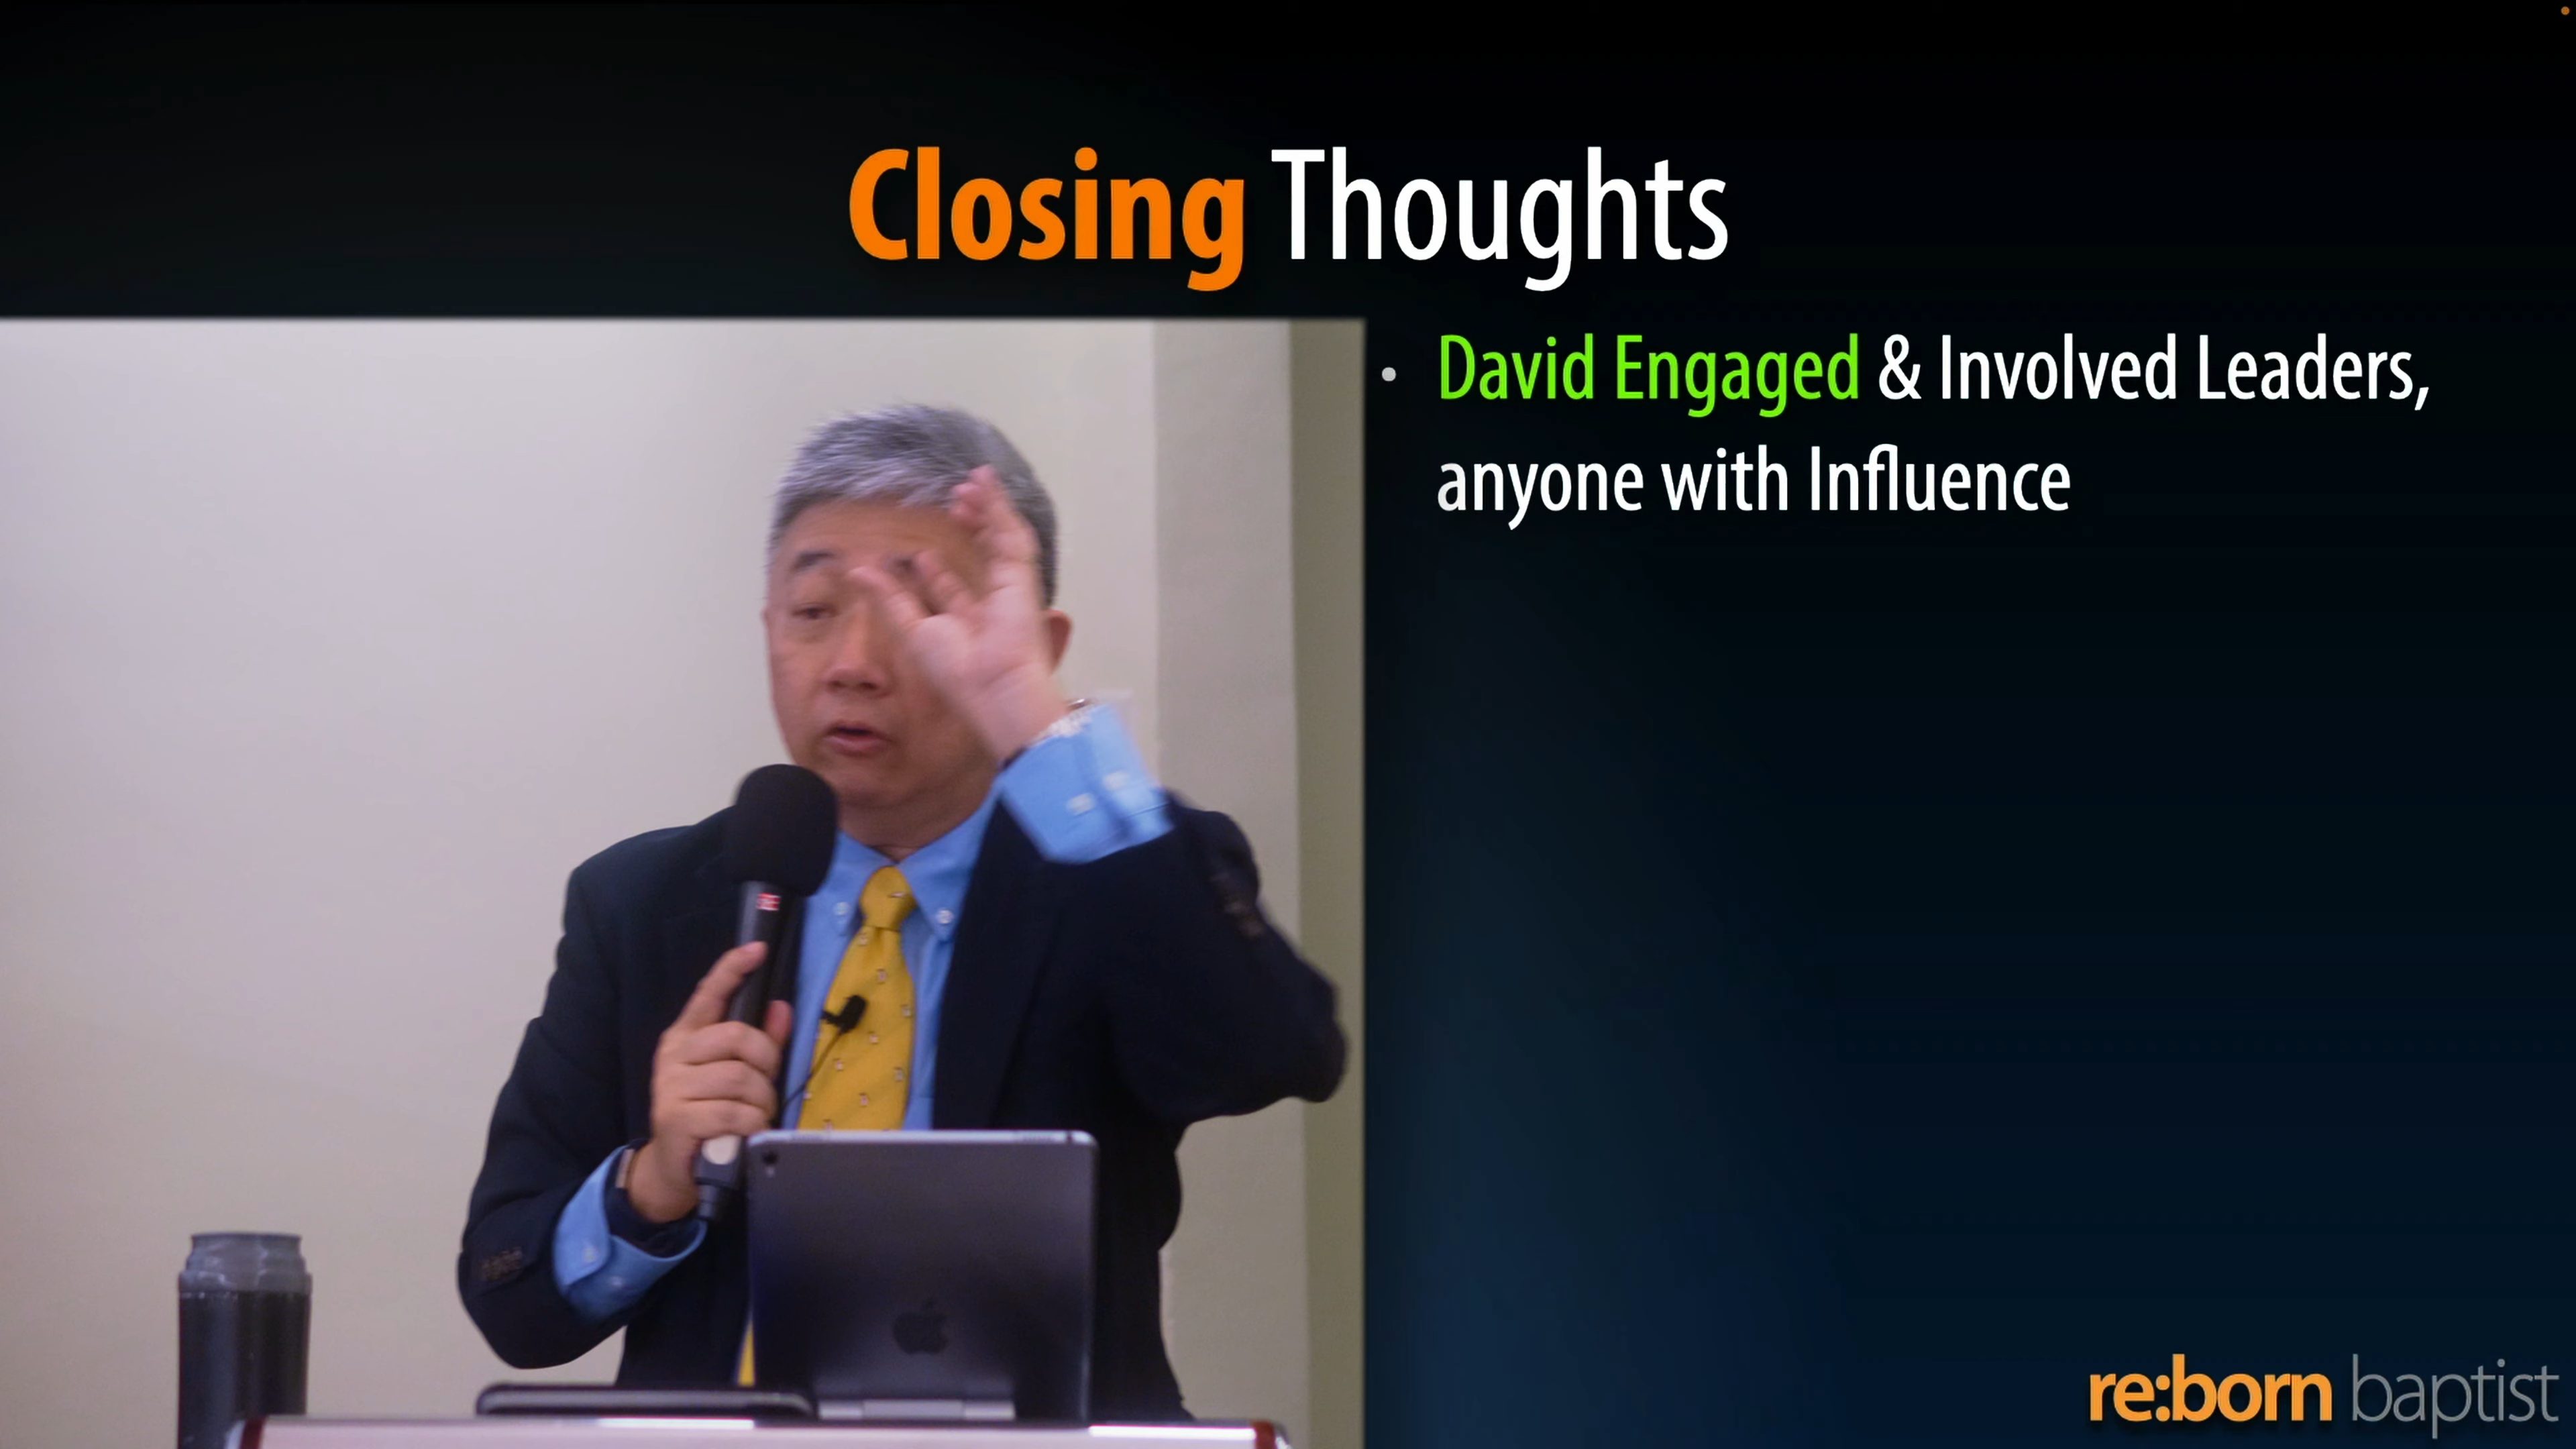 Closing Thoughts
• David Engaged & Involved Leaders,
anyone with Influence
re:born baptist